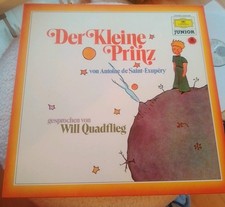 Der Kleine
Prinz
von Antoine de Saint-Exupéry
gesprochen von
Will Quadflieg
JUNIOR